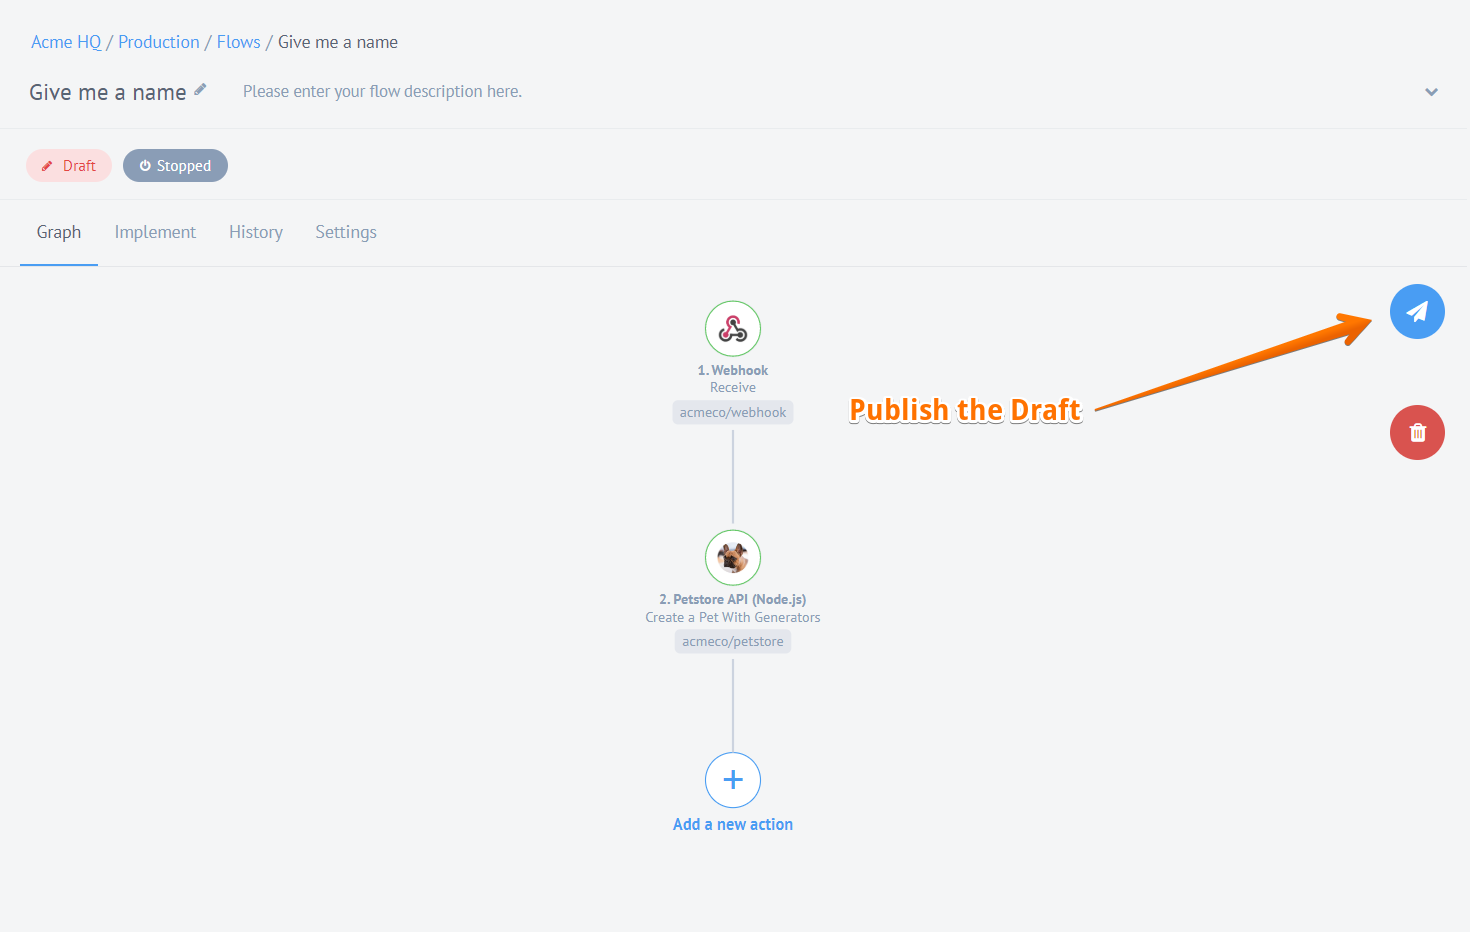 Acme HQ / Production / Flows / Give me a name
Give me a name
Please enter your flow description here.
Draft
Stopped
Graph
Implement
History
Settings
1. Webhook
Receive
acmeco/webhook
Publish the Draft
2. Petstore API (Node.js)
Create a Pet With Generators
acmeco/petstore
Add a new action